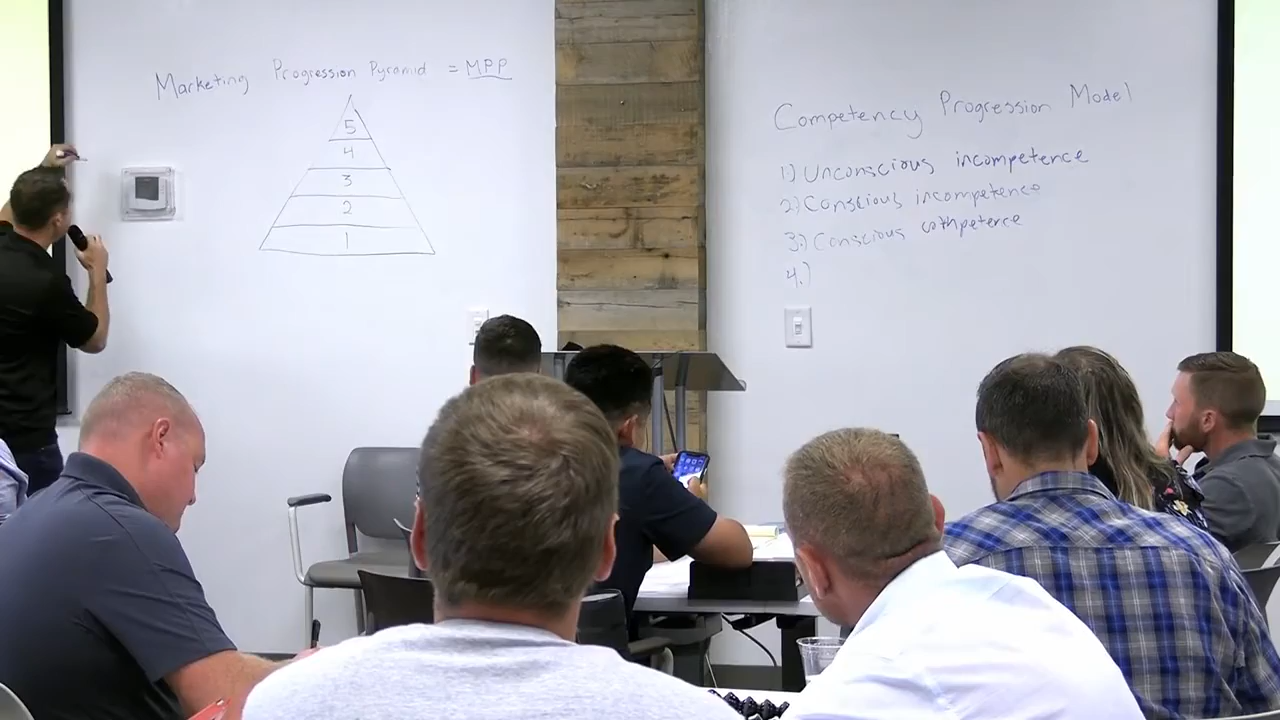 Marketing Progression Pyramid = MPP
5
4
3
2
1
Competency Progression Model
1) Unconscious incompetence
2) Conscious incompetence
3.) Conscious competence
4.)